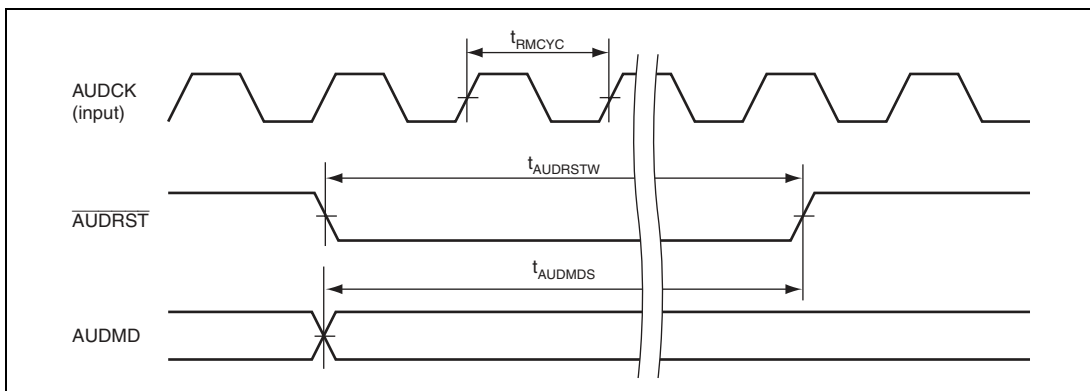 tRMCYC
AUDCK
(input)
tAUDRSTW
AUDRST
tAUDMDS
AUDMD